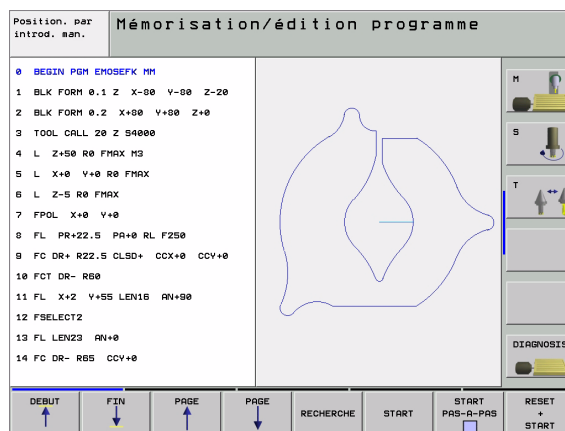 Position. par
introd. man.
Mémorisation/édition programme
0 BEGIN PGM EMOSEFK MM
1 BLK FORM 0.1 Z X-80 Y-80 Z-20
2 BLK FORM 0.2 X+80 Y+80 Z+0
3 TOOL CALL 20 Z S4000
4 L Z+50 R0 FMAX M3
5 L X+0 Y+0 R0 FMAX
6 L Z-5 R0 FMAX
7 FPOL X+0 Y+0
8 FL PR+22.5 PA+0 RL F250
9 FC DR+ R22.5 CLSD+ CCX+0 CCY+0
10 FCT DR- R60
11 FL X+2 Y+55 LEN16 AN+90
12 FSELECT2
13 FL LEN23 AN+0
14 FC DR- R65 CCY+0
M
S
T
DIAGNOSIS
DEBUT
FIN
PAGE
PAGE
RECHERCHE
START
START
PAS-A-PAS
RESET
+
START